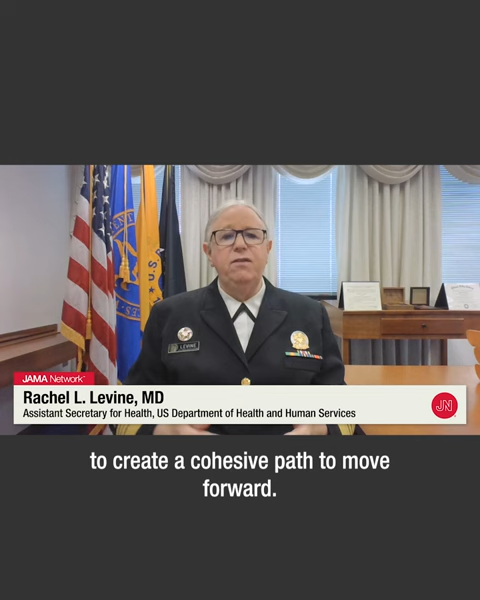 LEVINE
JAMA Network
Rachel L. Levine, MD
Assistant Secretary for Health, US Department of Health and Human Services
JN
to create a cohesive path to move
forward.